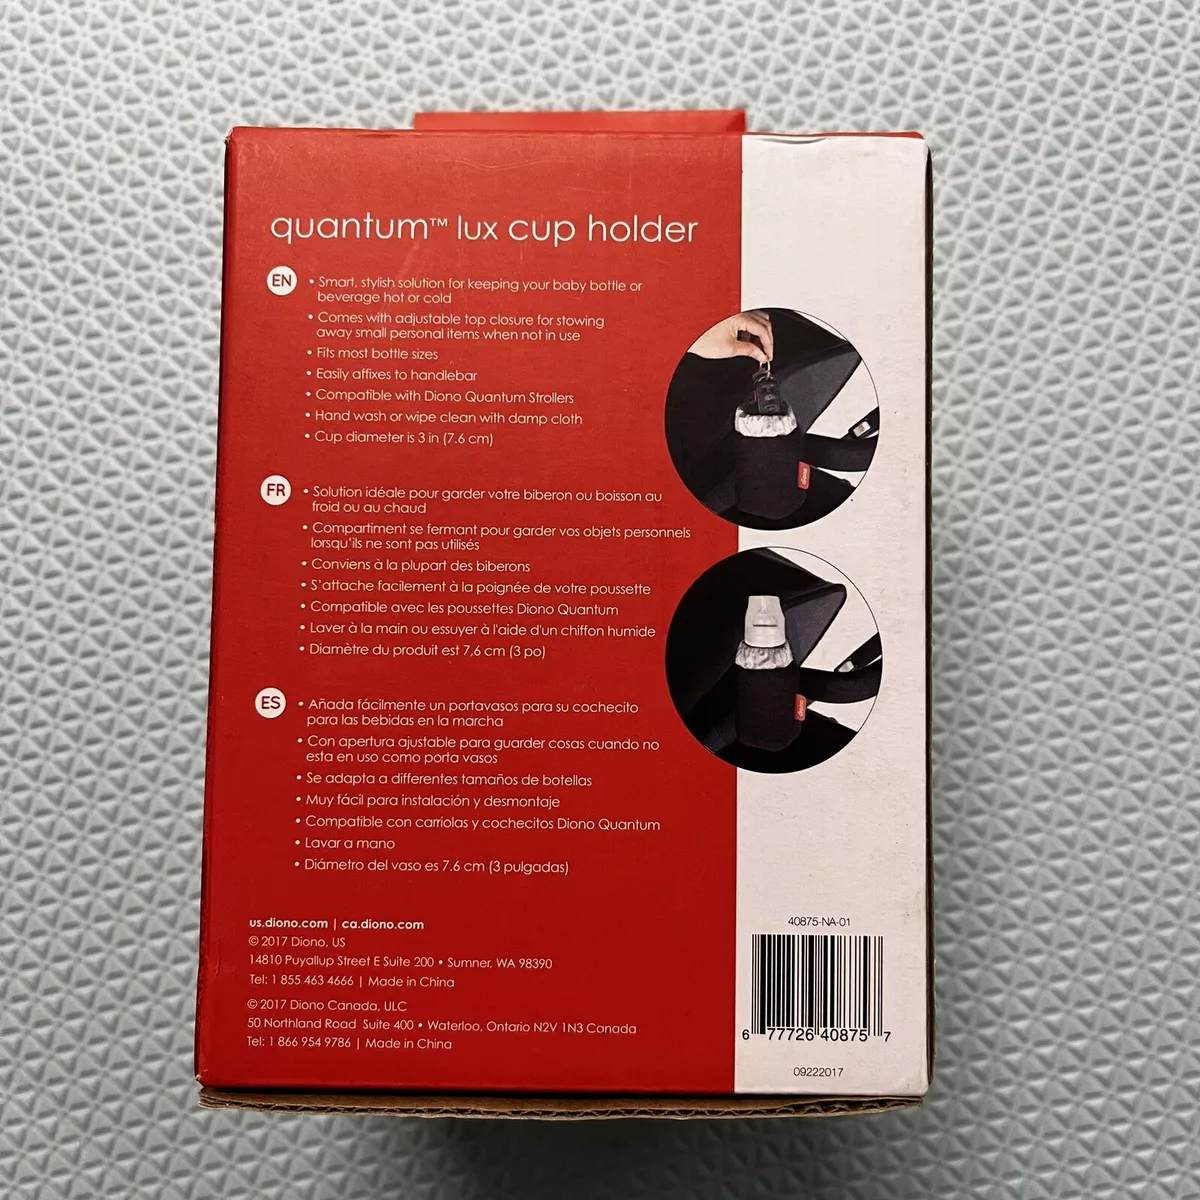 quantum™ lux cup holder
EN
• Smart, stylish solution for keeping your baby bottle or
beverage hot or cold
• Comes with adjustable top closure for stowing
away small personal items when not in use
• Fits most bottle sizes
• Easily affixes to handlebar
• Compatible with Diono Quantum Strollers
• Hand wash or wipe clean with damp cloth
• Cup diameter is 3 in (7.6 cm)
FR
• Solution idéale pour garder votre biberon ou boisson au
froid ou au chaud
• Compartiment se fermant pour garder vos objets personnels
lorsqu'ils ne sont pas utilisés
• Conviens à la plupart des biberons
• S'attache facilement à la poignée de votre poussette
• Compatible avec les poussettes Diono Quantum
• Laver à la main ou essuyer à l'aide d'un chiffon humide
• Diamètre du produit est 7,6 cm (3 po)
ES
• Añada fácilmente un portavasos para su cochecito
para las bebidas en la marcha
• Con apertura ajustable para guarder cosas cuando no
esta en uso como porta vasos
• Se adapta a differentes tamaños de botellas
• Muy fácil para instalación y desmontaje
• Compatible con carriolas y cochecitos Diono Quantum
• Lavar a mano
• Diámetro del vaso es 7.6 cm (3 pulgadas)
us.diono.com | ca.diono.com
© 2017 Diono, US
14810 Puyallup Street E Suite 200 • Sumner, WA 98390
Tel: 1 855 463 4666 | Made in China
© 2017 Diono Canada, ULC
50 Northland Road Suite 400 • Waterloo, Ontario N2V 1N3 Canada
Tel: 1 866 954 9786 | Made in China
diono
diono
40875-NA-01
6 77726 40875 7
09222017